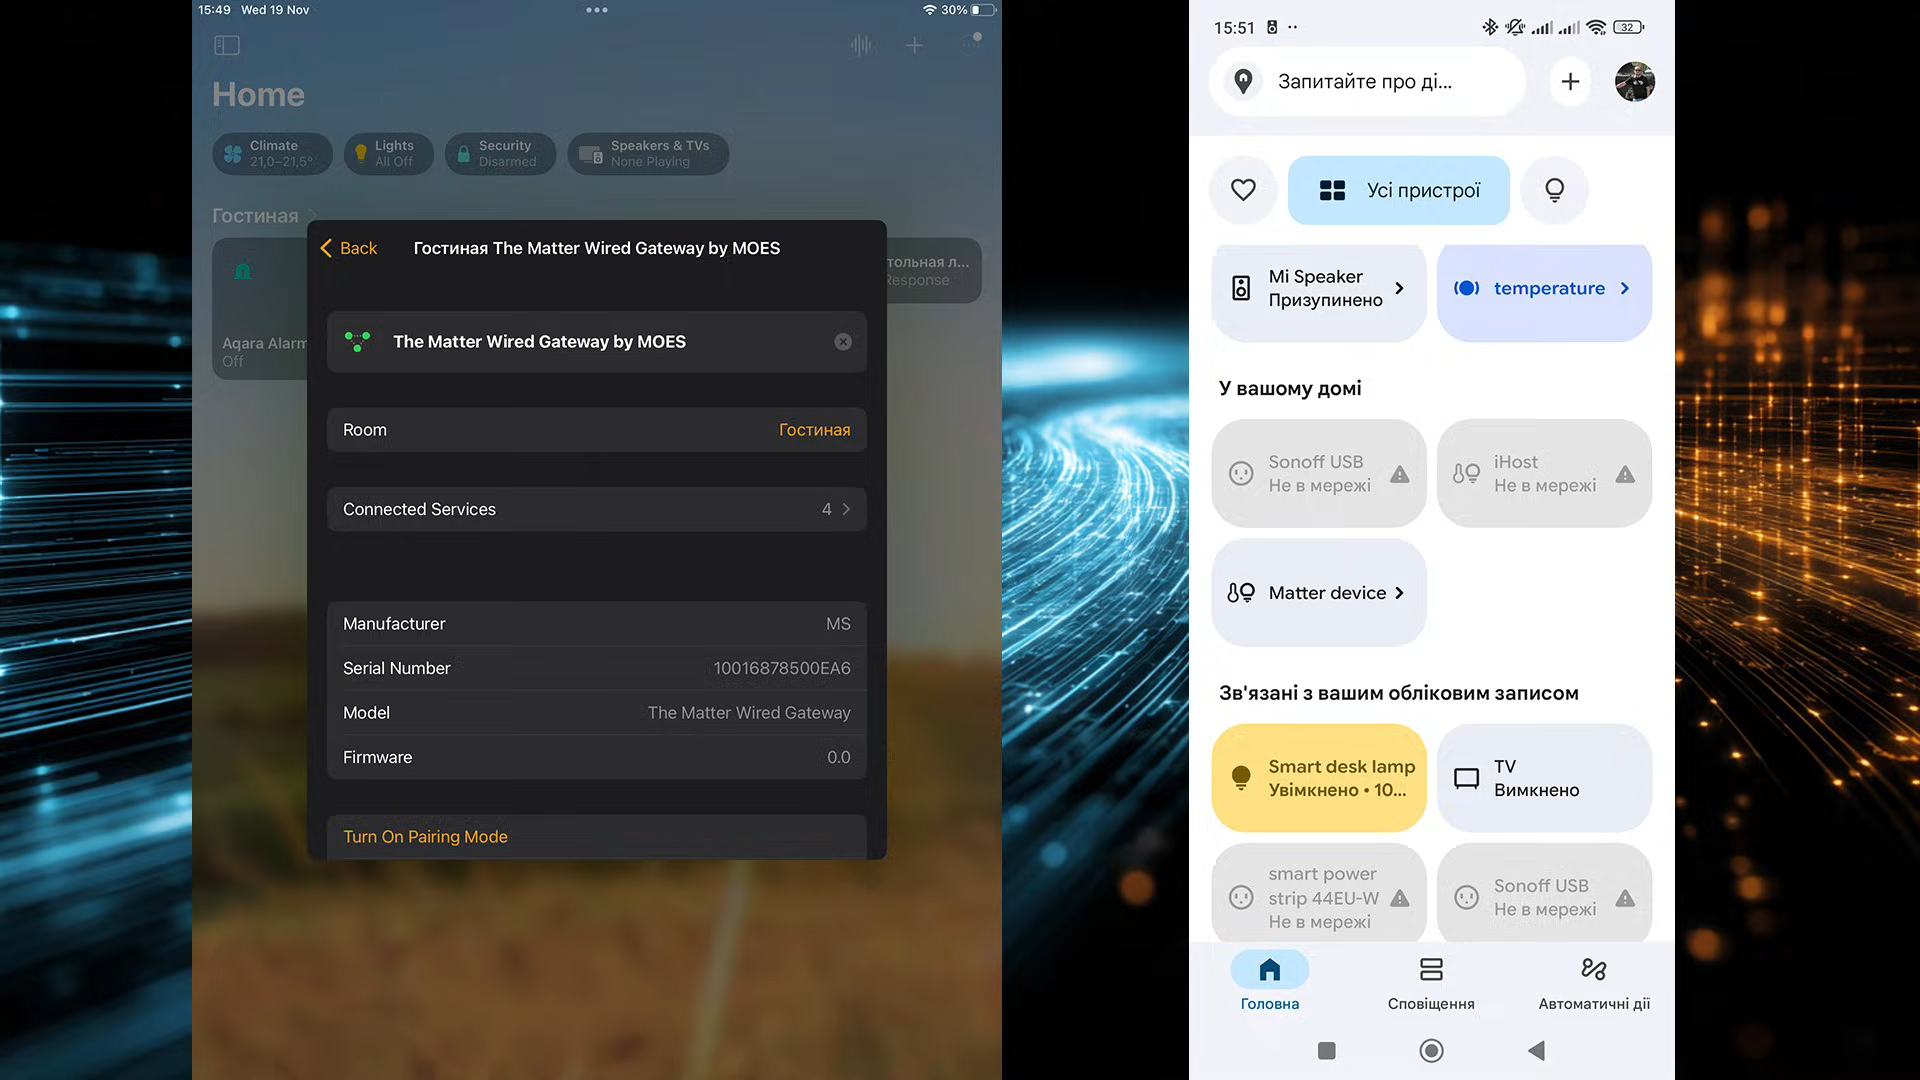 15:49 Wed 19 Nov
30%
Home
Climate
21,0–21,5°
Lights
All Off
Security
Disarmed
Speakers & TVs
None Playing
Гостиная
Aqara Alarm
Off
тольная л...
Response
Back
Гостиная The Matter Wired Gateway by MOES
The Matter Wired Gateway by MOES
Room
Гостиная
Connected Services
4
Manufacturer
MS
Serial Number
10016878500EA6
Model
The Matter Wired Gateway
Firmware
0.0
Turn On Pairing Mode
15:51
32
Запитайте про ді...
Усі пристрої
Mi Speaker
Призупинено
temperature
У вашому домі
Sonoff USB
Не в мережі
iHost
Не в мережі
Matter device
Зв'язані з вашим обліковим записом
Smart desk lamp
Увімкнено • 10...
TV
Вимкнено
smart power
strip 44EU-W
Не в мережі
Sonoff USB
Не в мережі
Головна
Сповіщення
Автоматичні дії